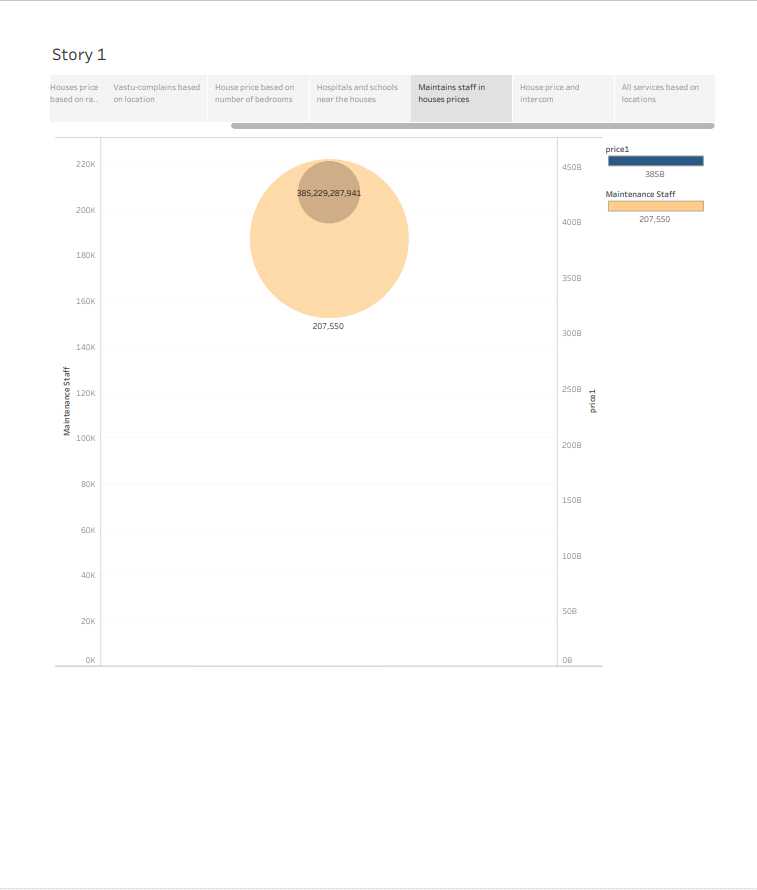 Story 1
Houses price
based on ra..
Vastu-complains based
on location
House price based on
number of bedrooms
Hospitals and schools
near the houses
Maintains staff in
houses prices
House price and
intercom
All services based on
locations
220K
200K
180K
160K
140K
120K
100K
80K
60K
40K
20K
0K
Maintenance Staff
385,229,287,941
207,550
450B
400B
350B
300B
250B
200B
150B
100B
50B
0B
price1
price1
385B
Maintenance Staff
207,550